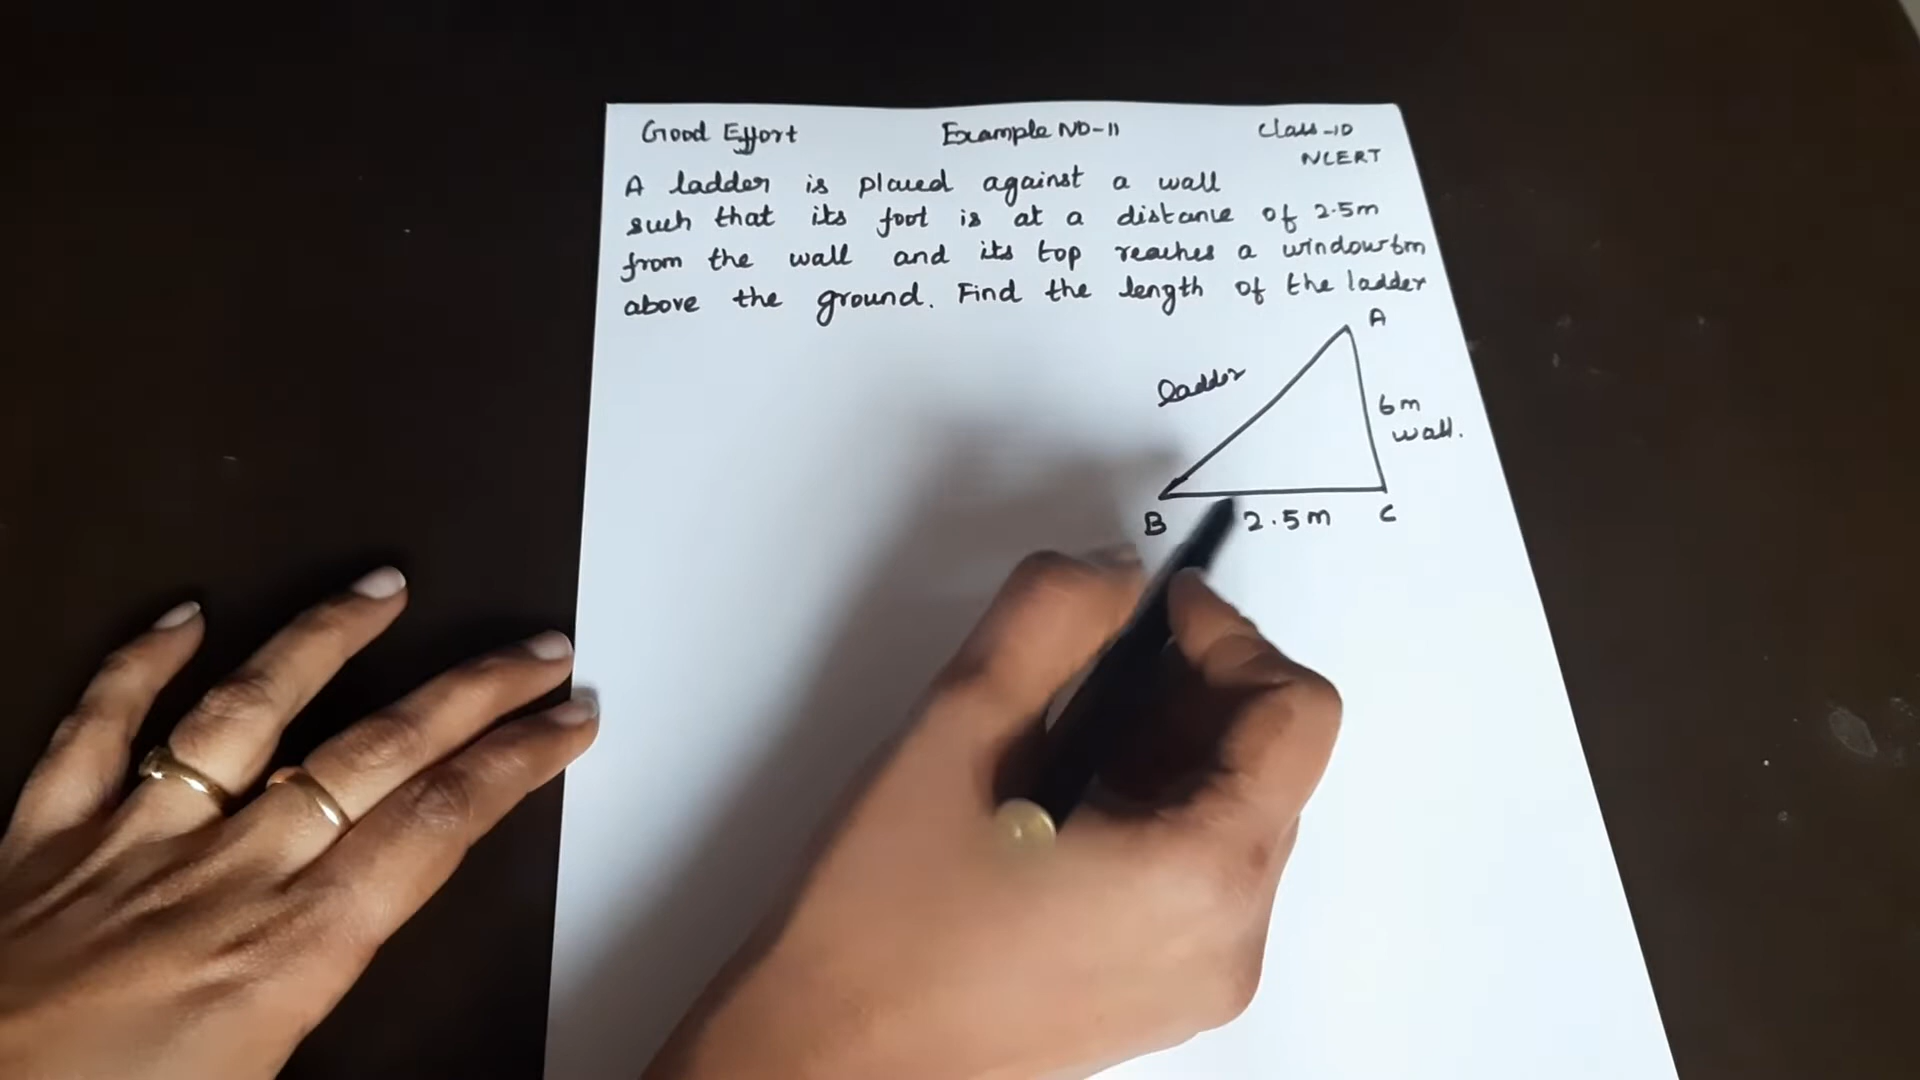 Good Effort Example NO-11 Class-10
NCERT
A ladder is placed against a wall
such that its foot is at a distance of 2.5m
from the wall and its top reaches a window 6m
above the ground. Find the length of the ladder
A
ladder
6m
wall.
B 2.5m C